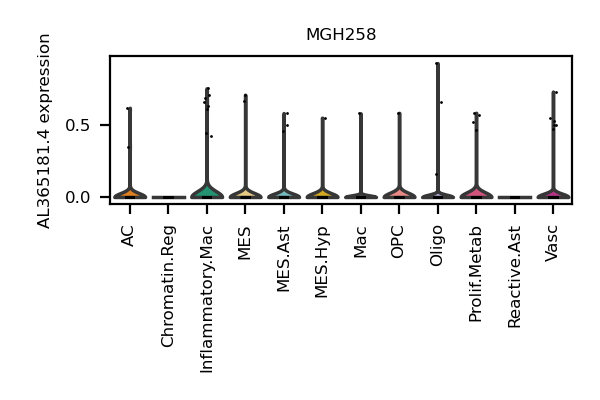 MGH258
AL365181.4 expression
0.5
0.0
AC
Chromatin.Reg
Inflammatory.Mac
MES
MES.Ast
MES.Hyp
Mac
OPC
Oligo
Prolif.Metab
Reactive.Ast
Vasc